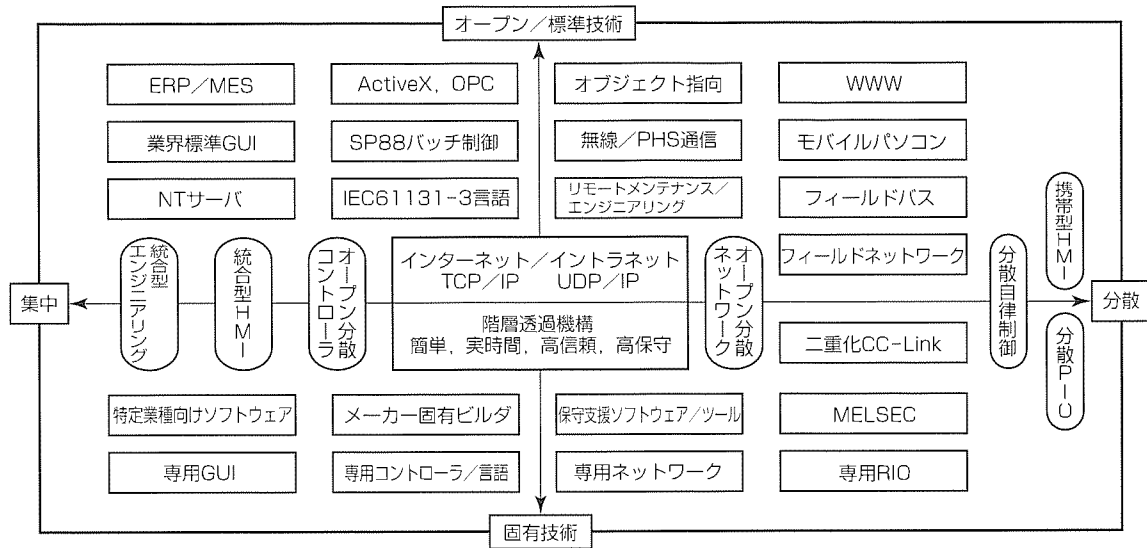 オープン／標準技術
ERP／MES
ActiveX，OPC
オブジェクト指向
WWW
業界標準GUI
SP88バッチ制御
無線／PHS通信
モバイルパソコン
NTサーバ
IEC61131-3言語
リモートメンテナンス／
エンジニアリング
フィールドバス
集中
統合型
エンジニアリング
統合型HMI
オープン分散
コントローラ
インターネット／イントラネット
TCP／IP UDP／IP
階層透過機構
簡単，実時間，高信頼，高保守
オープン分散
ネットワーク
フィールドネットワーク
二重化CC-Link
分散自律制御
携帯型HMI
分散PIO
分散
特定業種向けソフトウェア
メーカー固有ビルダ
保守支援ソフトウェア／ツール
MELSEC
専用GUI
専用コントローラ／言語
専用ネットワーク
専用RIO
固有技術